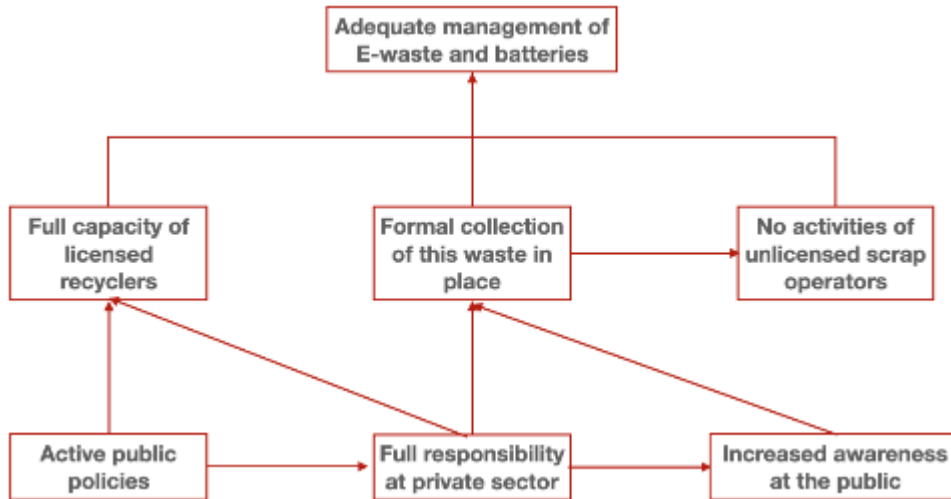 Adequate management of
E-waste and batteries
Full capacity of
licensed
recyclers
Formal collection
of this waste in
place
No activities of
unlicensed scrap
operators
Active public
policies
Full responsibility
at private sector
Increased awareness
at the public